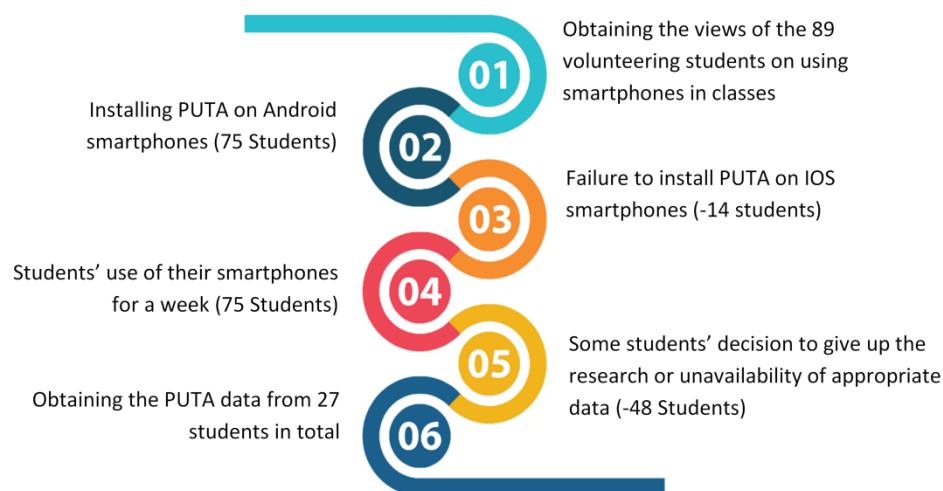 01
Obtaining the views of the 89
volunteering students on using
smartphones in classes
Installing PUTA on Android
smartphones (75 Students)
02
03
Failure to install PUTA on IOS
smartphones (-14 students)
Students’ use of their smartphones
for a week (75 Students)
04
05
Some students’ decision to give up the
research or unavailability of appropriate
data (-48 Students)
Obtaining the PUTA data from 27
students in total
06